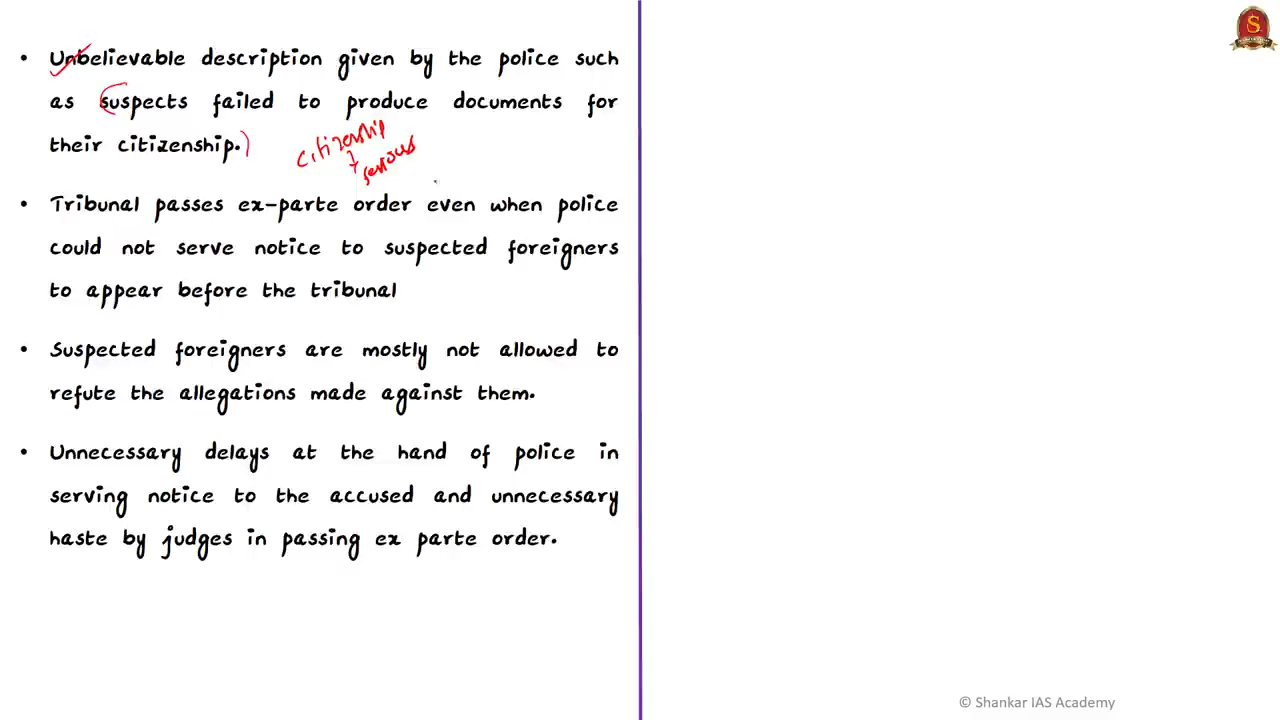 • Unbelievable description given by the police such
as suspects failed to produce documents for
their citizenship.)
citizenship
serious
• Tribunal passes ex-parte order even when police
could not serve notice to suspected foreigners
to appear before the tribunal
• Suspected foreigners are mostly not allowed to
refute the allegations made against them.
• Unnecessary delays at the hand of police in
serving notice to the accused and unnecessary
haste by judges in passing ex parte order.
S
© Shankar IAS Academy